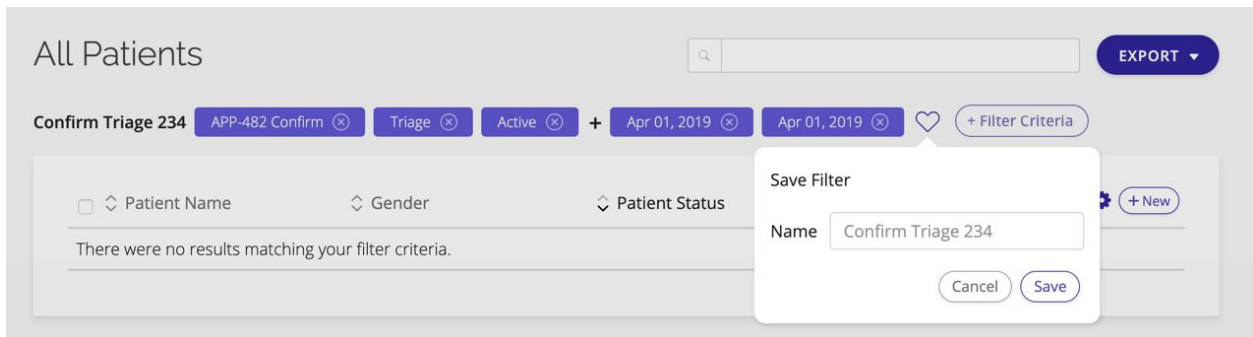 All Patients
EXPORT
Confirm Triage 234 APP-482 Confirm Triage Active + Apr 01, 2019 Apr 01, 2019 + Filter Criteria
Save Filter
Patient Name Gender Patient Status + New
Name Confirm Triage 234
There were no results matching your filter criteria.
Cancel Save